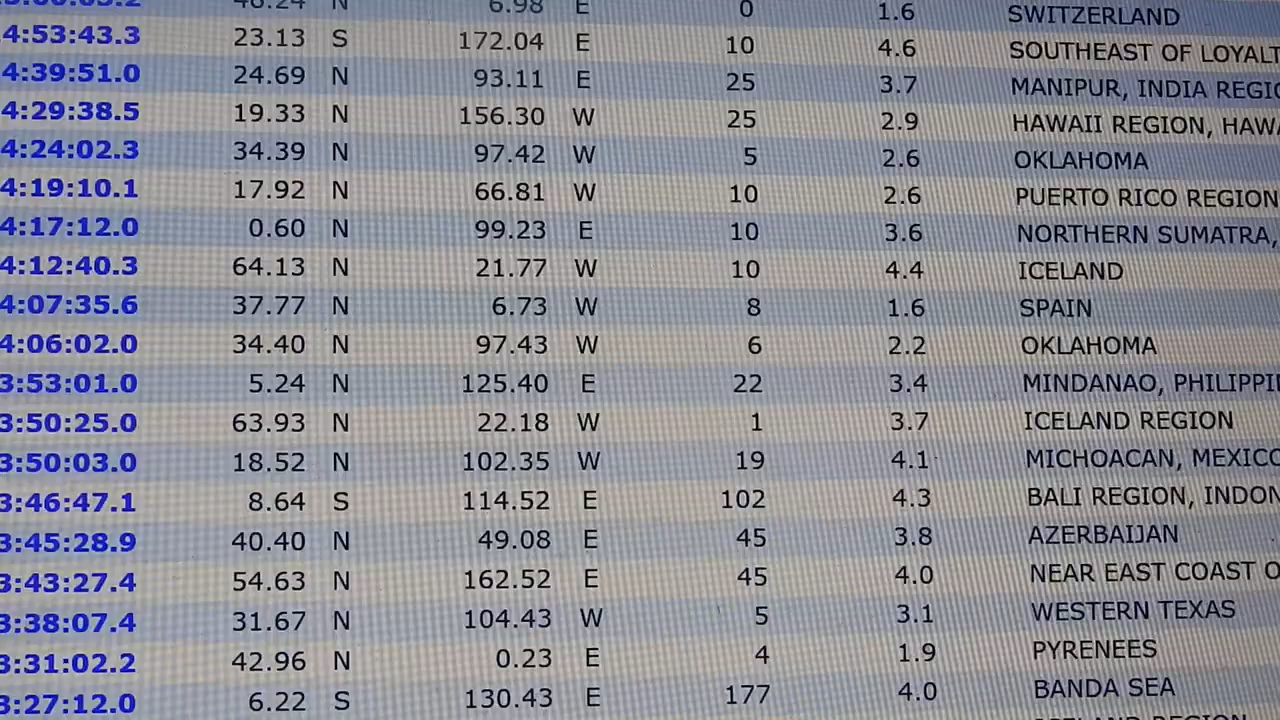 46.24 N 6.98 E 0 1.6 SWITZERLAND
4:53:43.3 23.13 S 172.04 E 10 4.6 SOUTHEAST OF LOYALT
4:39:51.0 24.69 N 93.11 E 25 3.7 MANIPUR, INDIA REGIO
4:29:38.5 19.33 N 156.30 W 25 2.9 HAWAII REGION, HAWA
4:24:02.3 34.39 N 97.42 W 5 2.6 OKLAHOMA
4:19:10.1 17.92 N 66.81 W 10 2.6 PUERTO RICO REGION
4:17:12.0 0.60 N 99.23 E 10 3.6 NORTHERN SUMATRA,
4:12:40.3 64.13 N 21.77 W 10 4.4 ICELAND
4:07:35.6 37.77 N 6.73 W 8 1.6 SPAIN
4:06:02.0 34.40 N 97.43 W 6 2.2 OKLAHOMA
3:53:01.0 5.24 N 125.40 E 22 3.4 MINDANAO, PHILIPPI
3:50:25.0 63.93 N 22.18 W 1 3.7 ICELAND REGION
3:50:03.0 18.52 N 102.35 W 19 4.1 MICHOACAN, MEXICO
3:46:47.1 8.64 S 114.52 E 102 4.3 BALI REGION, INDON
3:45:28.9 40.40 N 49.08 E 45 3.8 AZERBAIJAN
3:43:27.4 54.63 N 162.52 E 45 4.0 NEAR EAST COAST O
3:38:07.4 31.67 N 104.43 W 5 3.1 WESTERN TEXAS
3:31:02.2 42.96 N 0.23 E 4 1.9 PYRENEES
3:27:12.0 6.22 S 130.43 E 177 4.0 BANDA SEA